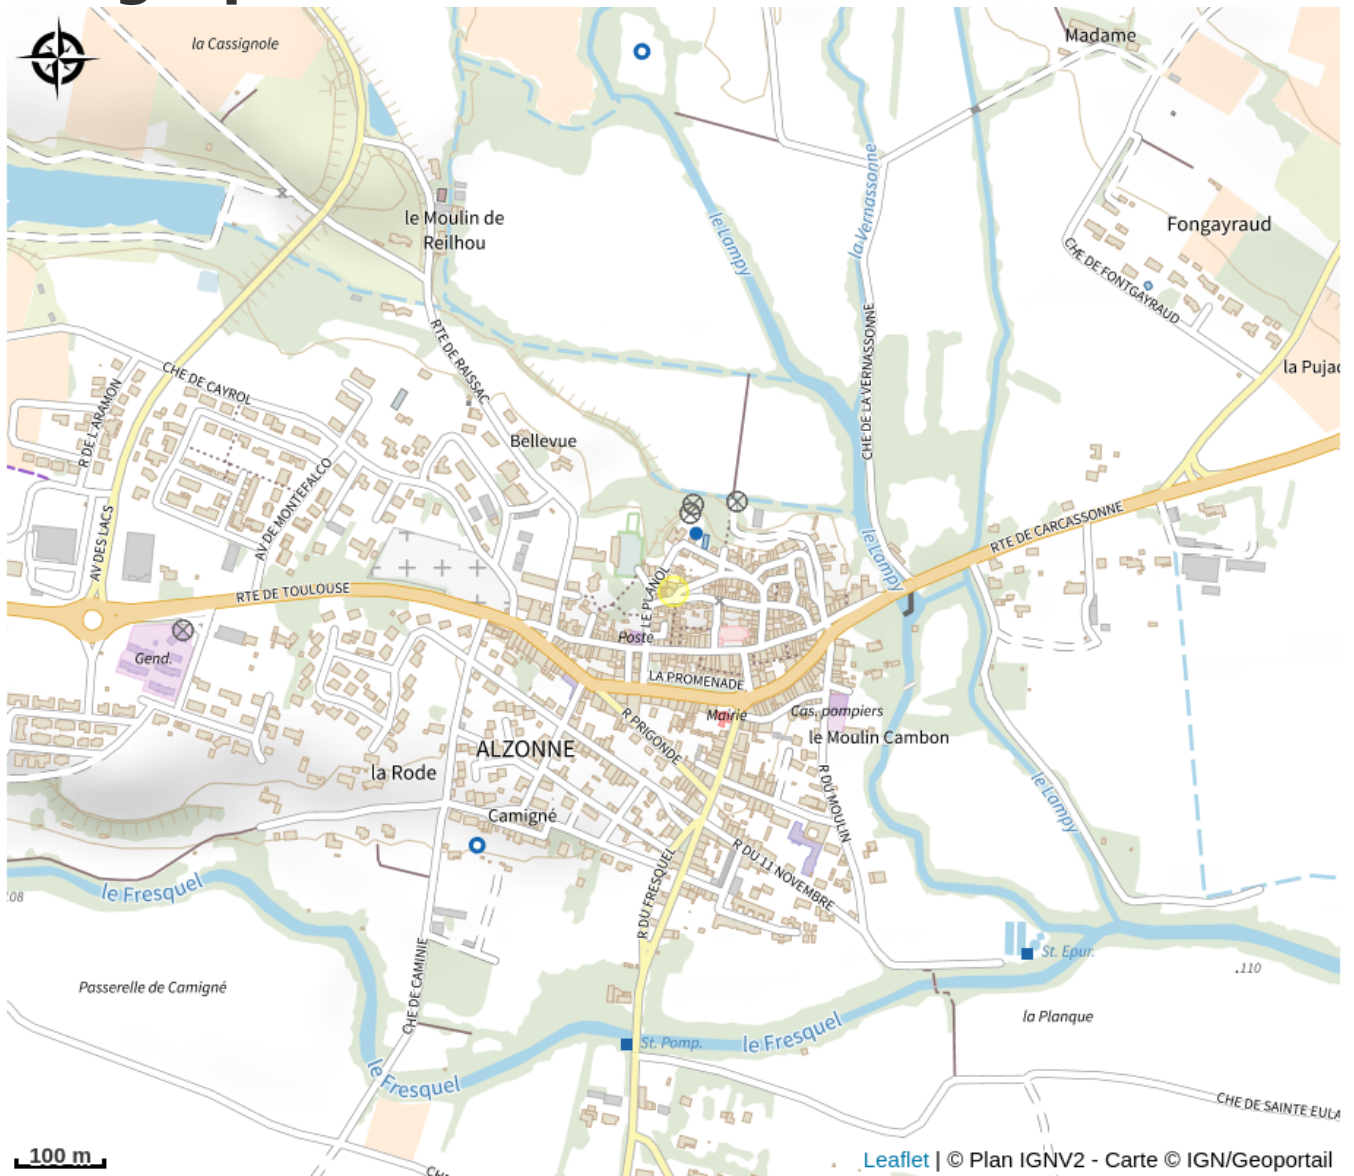 la Cassignole
Madame
le Moulin de
Reilhou
le Lampy
la Vernassonne
Fongayraud
CHE DE FONTGAYRAUD
la Pujad
RTE DE RAISSAC
CHE DE LA VERNASSONNE
CHE DE CAYROL
R DE L'ARAMON
Bellevue
AV DE MONTEFALCO
AV DES LACS
RTE DE CARCASSONNE
le Lampy
RTE DE TOULOUSE
LE PLANOL
Poste
Gend.
LA PROMENADE
Mairie
Cas. pompiers
le Moulin Cambon
R PRIGONDE
ALZONNE
la Rode
R DU MOULIN
le Lampy
Camigné
R DU 11 NOVEMBRE
R DU FRESQUEL
le Fresquel
108
CHE DE CAMINIE
St. Epur.
.110
Passerelle de Camigné
la Planque
St. Pomp.
le Fresquel
le Fresquel
CHE DE SAINTE EULA
100 m
Leaflet | © Plan IGNV2 - Carte © IGN/Geoportail